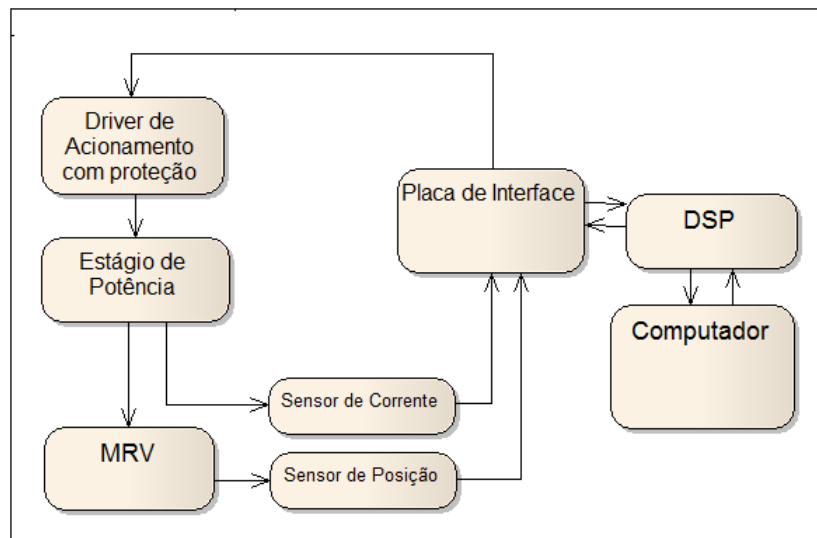 Driver de
Acionamento
com proteção
Placa de Interface
DSP
Estágio de
Potência
Computador
Sensor de Corrente
MRV
Sensor de Posição